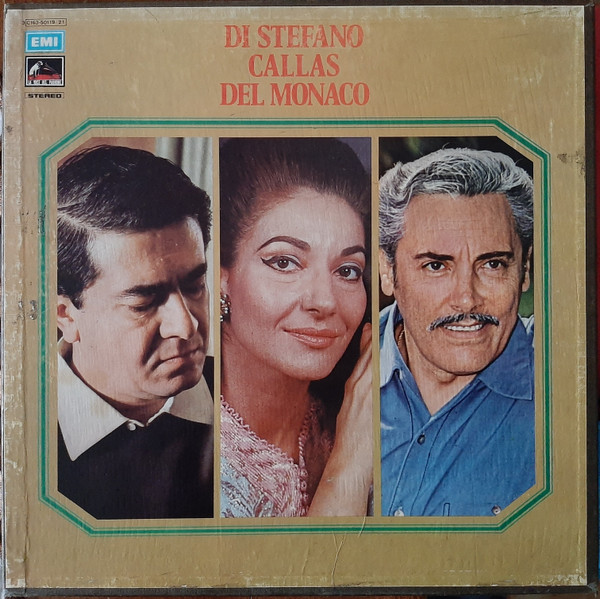 EMI
STEREO
DI STEFANO
CALLAS
DEL MONACO